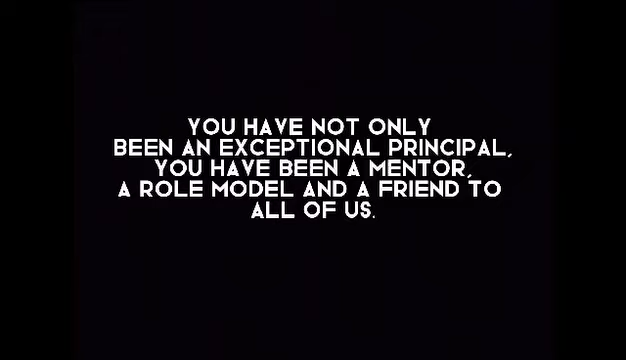 YOU HAVE NOT ONLY
BEEN AN EXCEPTIONAL PRINCIPAL,
YOU HAVE BEEN A MENTOR,
A ROLE MODEL AND A FRIEND TO
ALL OF US.